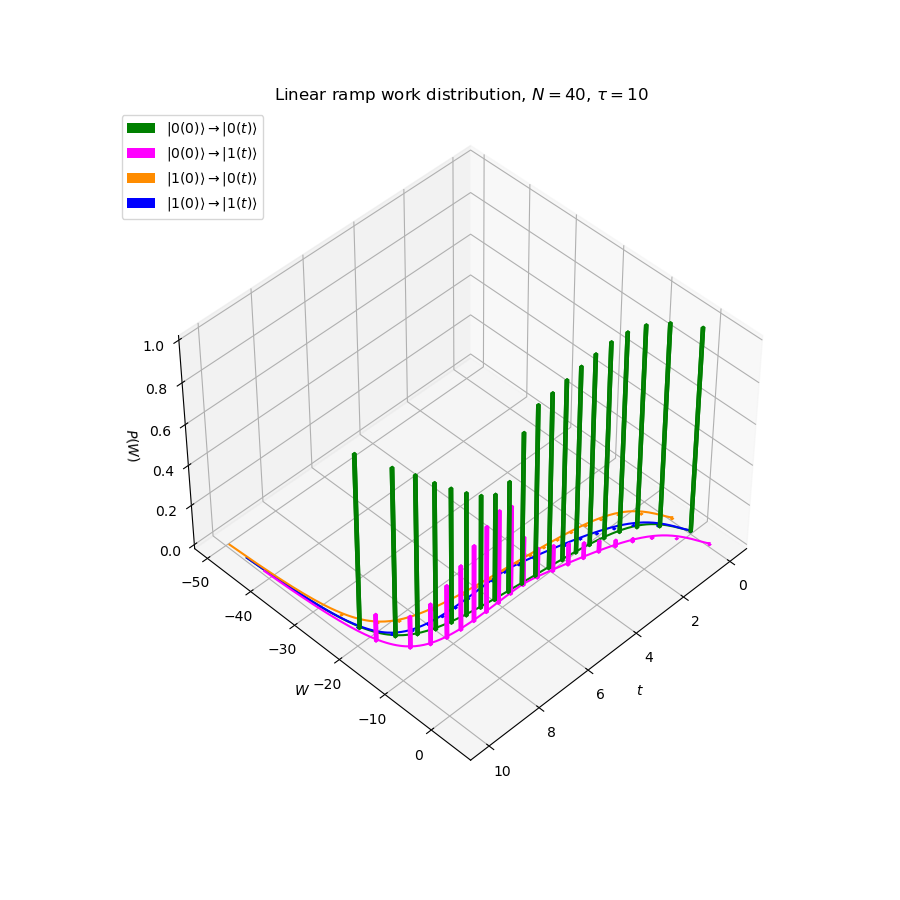 Linear ramp work distribution, $N = 40$, $\tau = 10$
|0(0)⟩ → |0(t)⟩
|0(0)⟩ → |1(t)⟩
|1(0)⟩ → |0(t)⟩
|1(0)⟩ → |1(t)⟩
1.0
0.8
0.6
0.4
0.2
0.0
P(W)
−50
−40
−30
−20
−10
0
W
0
2
4
6
8
10
t